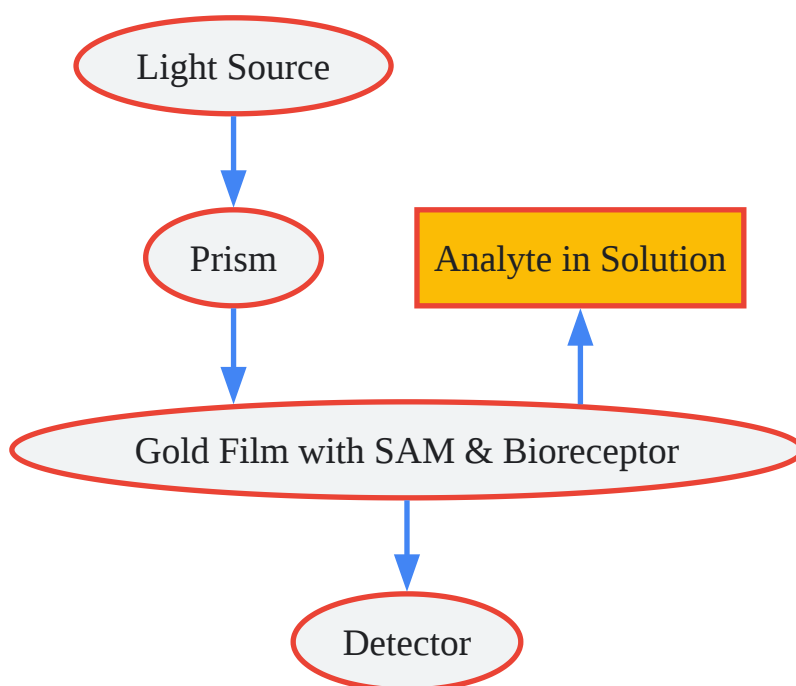 Light Source
Prism
Analyte in Solution
Gold Film with SAM & Bioreceptor
Detector